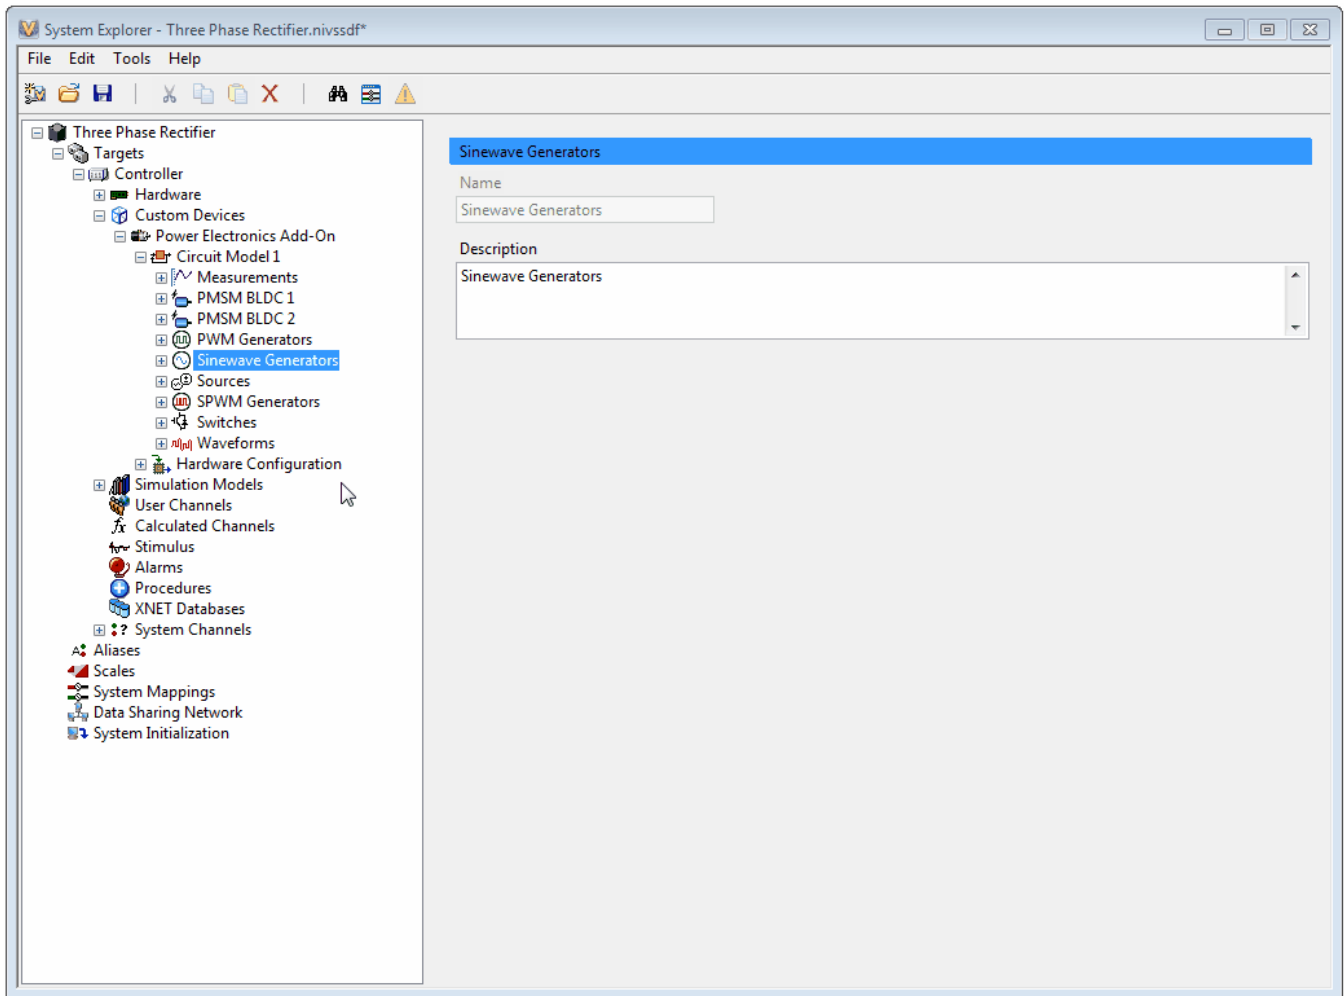 System Explorer - Three Phase Rectifier.nivssdf*
File Edit Tools Help
Three Phase Rectifier
Targets
Controller
Hardware
Custom Devices
Power Electronics Add-On
Circuit Model 1
Measurements
PMSM BLDC 1
PMSM BLDC 2
PWM Generators
Sinewave Generators
Sources
SPWM Generators
Switches
Waveforms
Hardware Configuration
Simulation Models
User Channels
fx Calculated Channels
Stimulus
Alarms
Procedures
XNET Databases
System Channels
Aliases
Scales
System Mappings
Data Sharing Network
System Initialization
Sinewave Generators
Name
Sinewave Generators
Description
Sinewave Generators